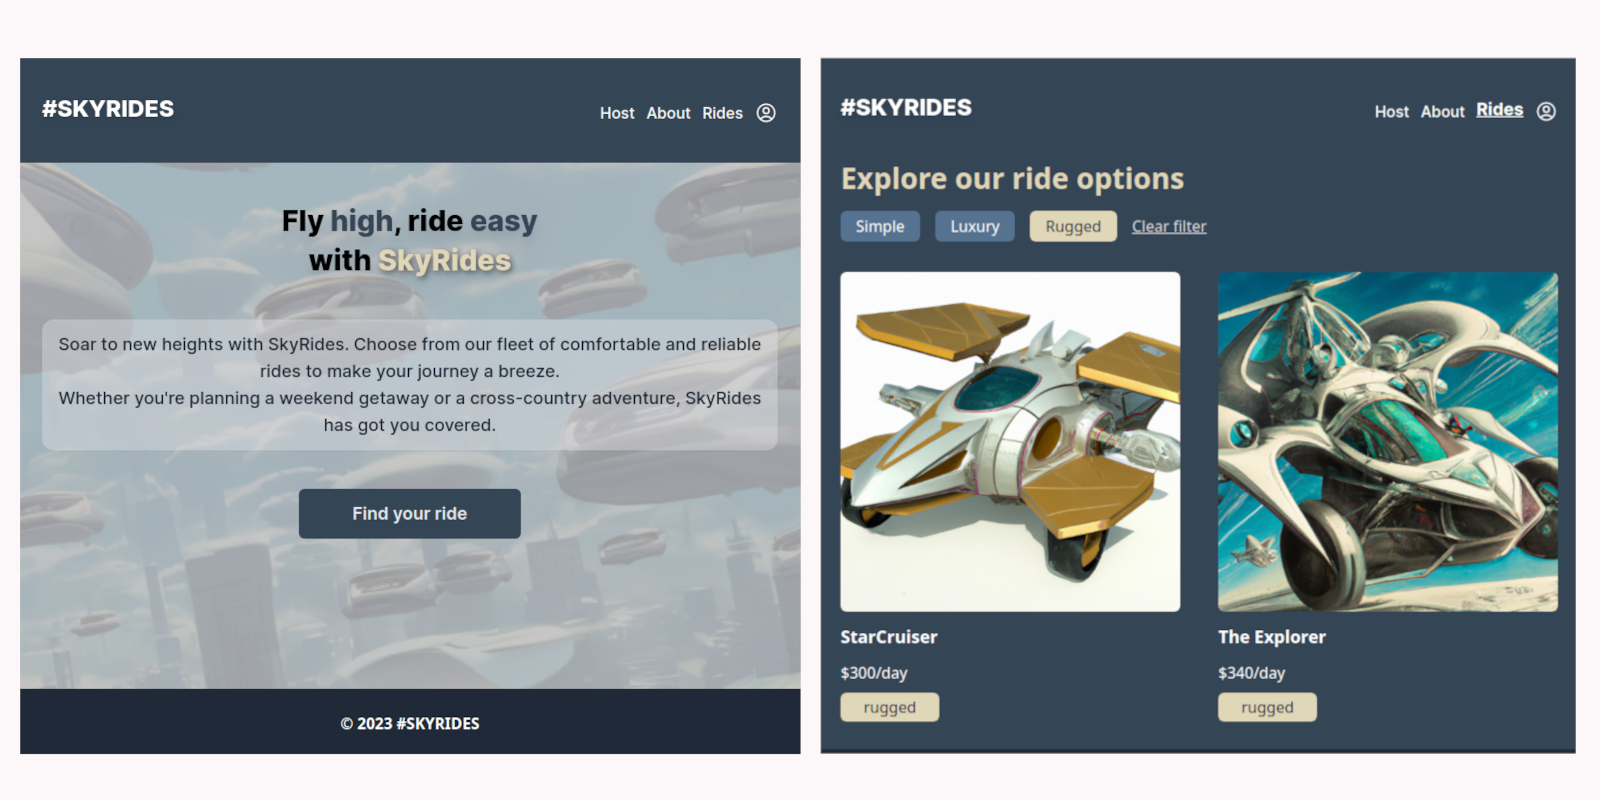 #SKYRIDES
Host About Rides
Fly high, ride easy
with SkyRides
Soar to new heights with SkyRides. Choose from our fleet of comfortable and reliable
rides to make your journey a breeze.
Whether you're planning a weekend getaway or a cross-country adventure, SkyRides
has got you covered.
Find your ride
© 2023 #SKYRIDES
#SKYRIDES
Host About Rides
Explore our ride options
Simple Luxury Rugged Clear filter
StarCruiser
$300/day
rugged
The Explorer
$340/day
rugged